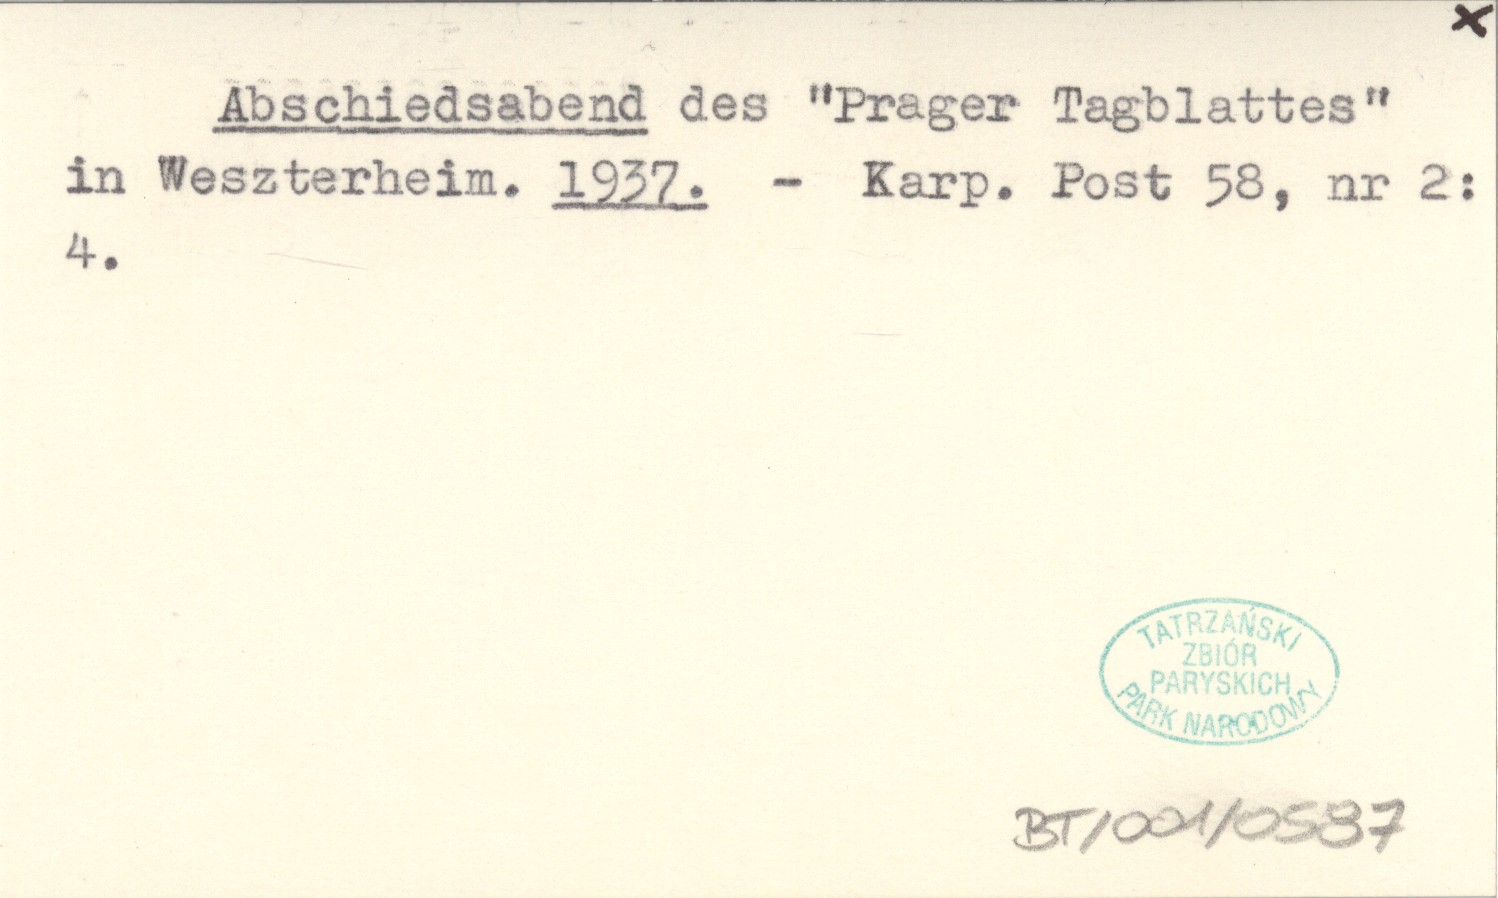 x
Abschiedsabend des "Prager Tagblattes"
in Weszterheim. 1937. - Karp. Post 58, nr 2:
4.
TATRZAŃSKI
ZBIÓR
PARYSKICH
PARK NARODOWY
BT/001/0587